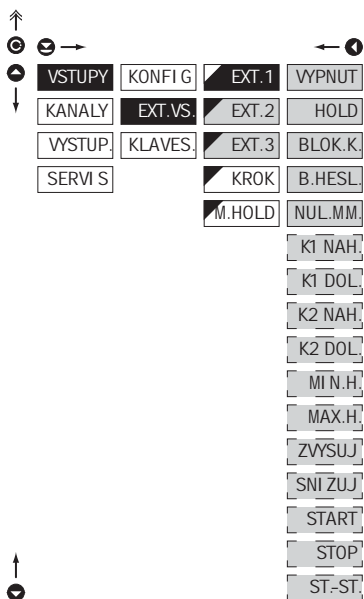 VSTUPY KONFIG EXT.1 VYPNUT
KANALY EXT.VS. EXT.2 HOLD
VYSTUP. KLAVES. EXT.3 BLOK.K.
SERVIS KROK B.HESL.
M.HOLD NUL.MM.
K1 NAH.
K1 DOL.
K2 NAH.
K2 DOL.
MIN.H.
MAX.H.
ZVYSUJ
SNIZUJ
START
STOP
ST.-ST.